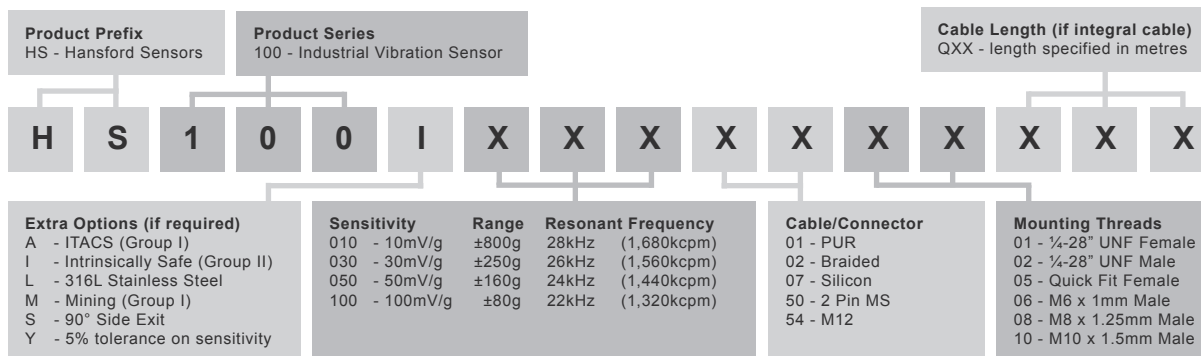 Product Prefix
HS - Hansford Sensors
Product Series
100 - Industrial Vibration Sensor
Cable Length (if integral cable)
QXX - length specified in metres
H S 1 0 0 I X X X X X X X X X X
Extra Options (if required)
A - ITACS (Group I)
I - Intrinsically Safe (Group II)
L - 316L Stainless Steel
M - Mining (Group I)
S - 90° Side Exit
Y - 5% tolerance on sensitivity
Sensitivity Range Resonant Frequency
010 - 10mV/g ±800g 28kHz (1,680kcpm)
030 - 30mV/g ±250g 26kHz (1,560kcpm)
050 - 50mV/g ±160g 24kHz (1,440kcpm)
100 - 100mV/g ±80g 22kHz (1,320kcpm)
Cable/Connector
01 - PUR
02 - Braided
07 - Silicon
50 - 2 Pin MS
54 - M12
Mounting Threads
01 - ¼-28” UNF Female
02 - ¼-28” UNF Male
05 - Quick Fit Female
06 - M6 x 1mm Male
08 - M8 x 1.25mm Male
10 - M10 x 1.5mm Male